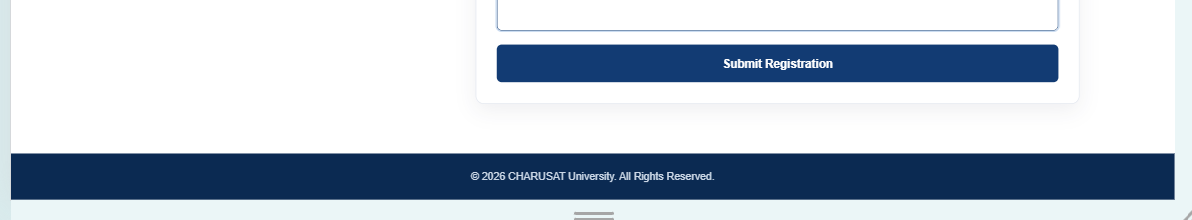 Submit Registration
© 2026 CHARUSAT University. All Rights Reserved.